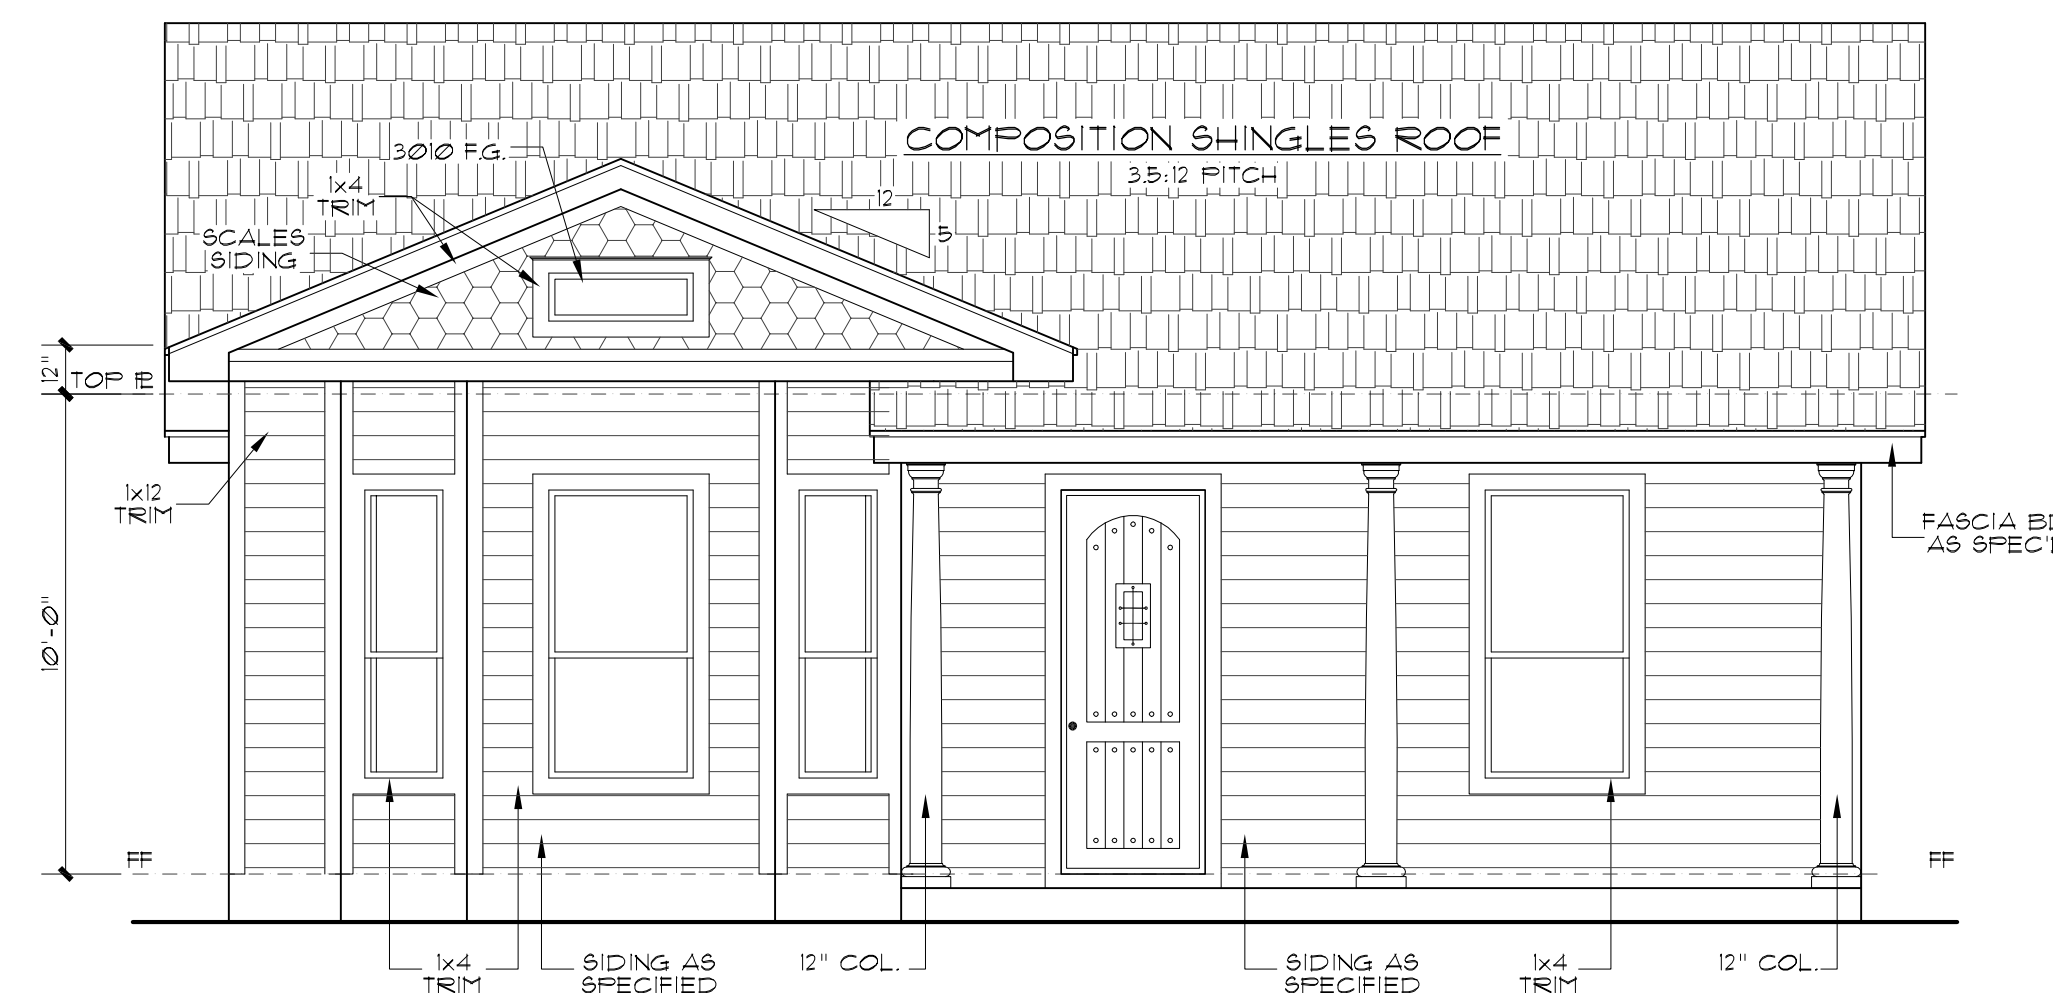 COMPOSITION SHINGLES ROOF
3.5:12 PITCH
3010 F.G.
1x4
TRIM
12
5
SCALES
SIDING
12"
TOP PL
1x12
TRIM
FASCIA BD
AS SPEC'
10'-0"
FF
FF
1x4
TRIM
SIDING AS
SPECIFIED
12" COL.
SIDING AS
SPECIFIED
1x4
TRIM
12" COL.